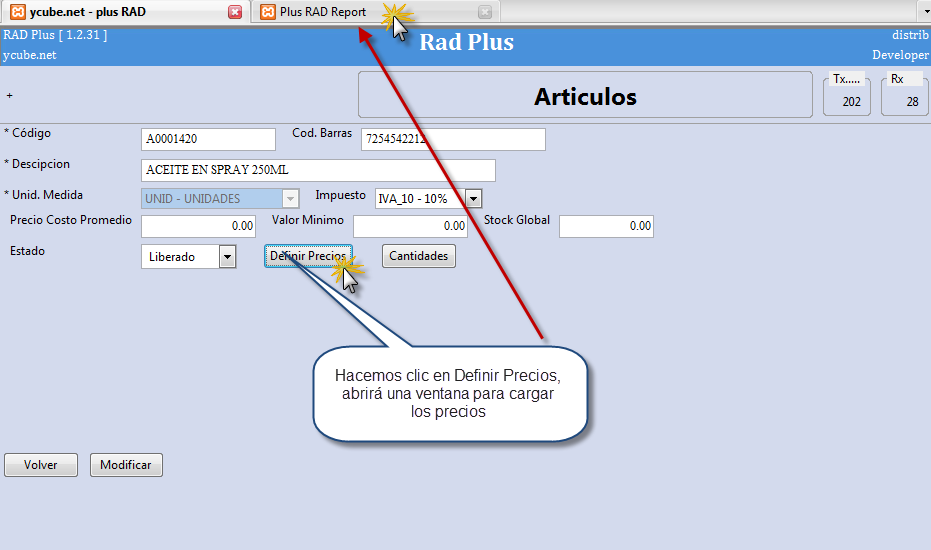 ycube.net - plus RAD
Plus RAD Report
RAD Plus [ 1.2.31 ]
Rad Plus
distrib
ycube.net
Developer
+
Articulos
Tx.....
202
Rx
28
* Código
A0001420
Cod. Barras
7254542212
* Descipcion
ACEITE EN SPRAY 250ML
* Unid. Medida
UNID - UNIDADES
Impuesto
IVA_10 - 10%
Precio Costo Promedio
0.00
Valor Minimo
0.00
Stock Global
0.00
Estado
Liberado
Definir Precios
Cantidades
Hacemos clic en Definir Precios,
abrirá una ventana para cargar
los precios
Volver
Modificar